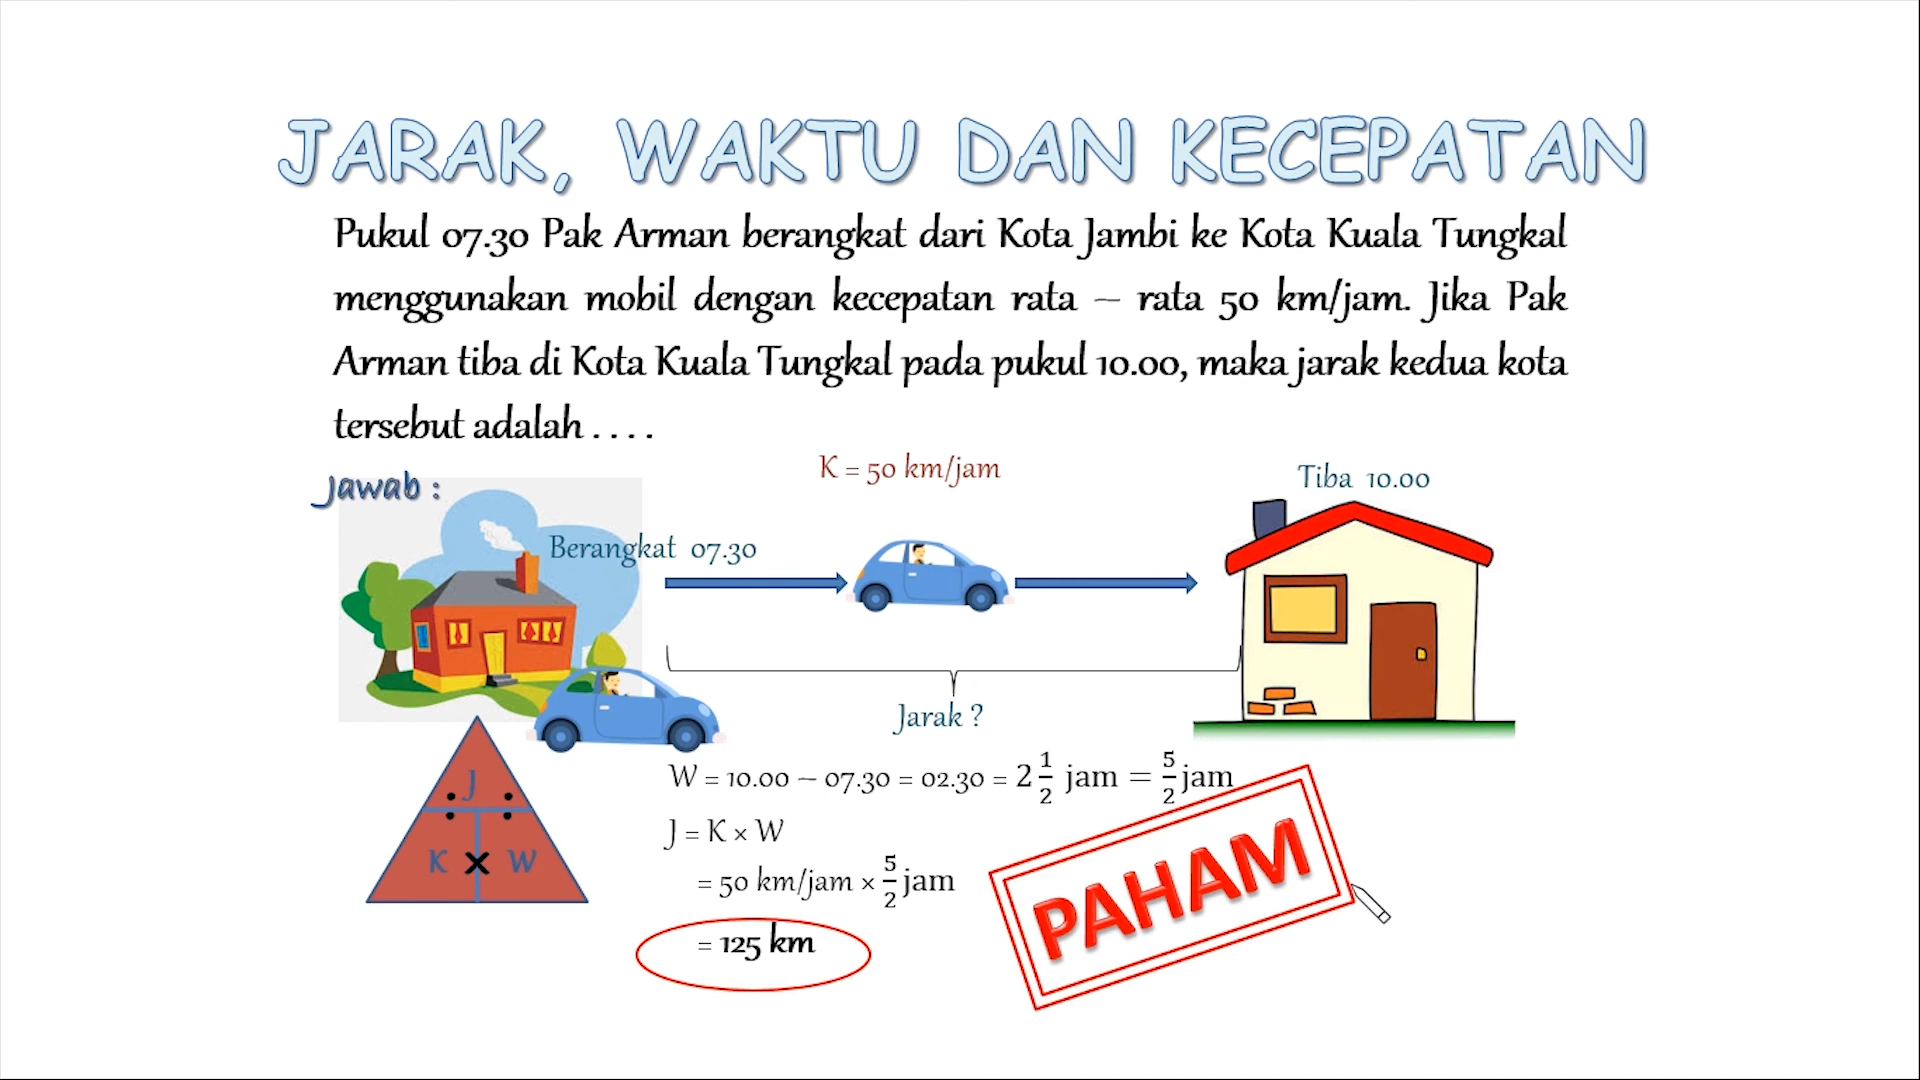 JARAK, WAKTU DAN KECEPATAN
Pukul 07.30 Pak Arman berangkat dari Kota Jambi ke Kota Kuala Tungkal
menggunakan mobil dengan kecepatan rata – rata 50 km/jam. Jika Pak
Arman tiba di Kota Kuala Tungkal pada pukul 10.00, maka jarak kedua kota
tersebut adalah . . . .
Jawab :
K = 50 km/jam
Tiba 10.00
Berangkat 07.30
Jarak ?
J
K × W
W = 10.00 – 07.30 = 02.30 = 2 1/2 jam = 5/2 jam
J = K × W
= 50 km/jam × 5/2 jam
= 125 km
PAHAM